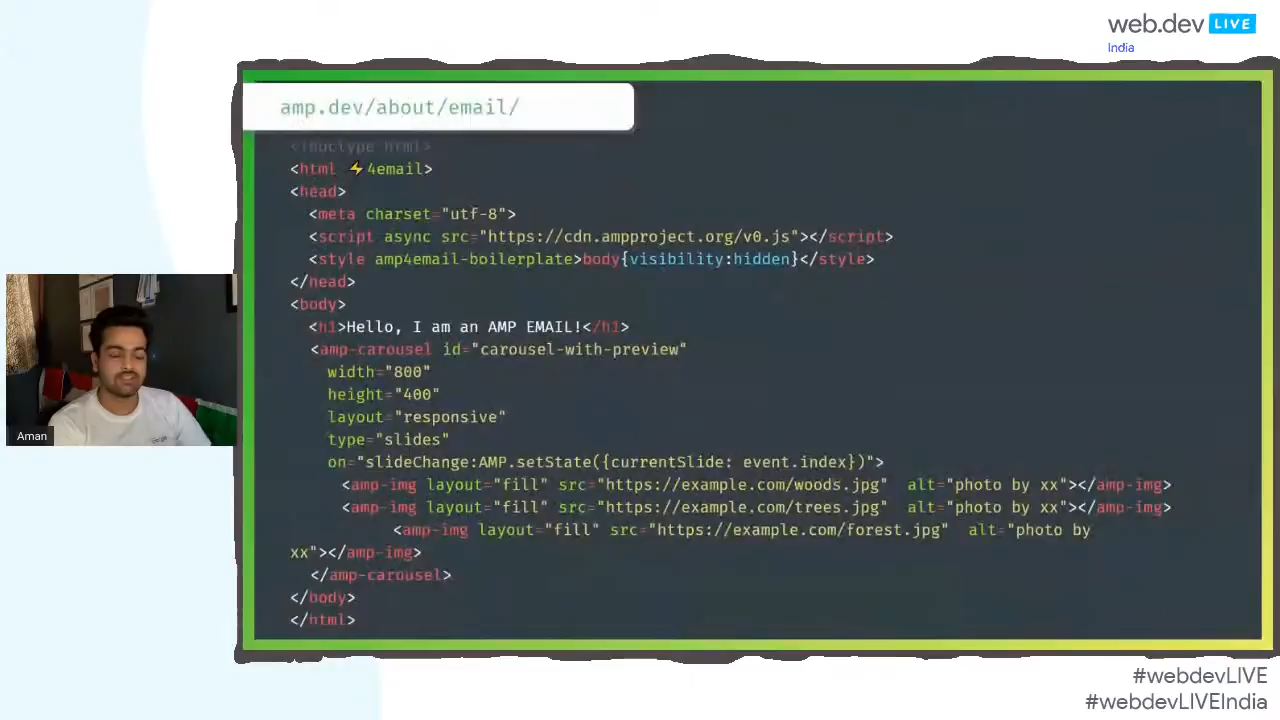 web.dev LIVE
India
amp.dev/about/email/
<!doctype html>
<html ⚡4email>
<head>
<meta charset="utf-8">
<script async src="https://cdn.ampproject.org/v0.js"></script>
<style amp4email-boilerplate>body{visibility:hidden}</style>
</head>
<body>
<h1>Hello, I am an AMP EMAIL!</h1>
<amp-carousel id="carousel-with-preview"
width="800"
height="400"
layout="responsive"
type="slides"
on="slideChange:AMP.setState({currentSlide: event.index})">
<amp-img layout="fill" src="https://example.com/woods.jpg" alt="photo by xx"></amp-img>
<amp-img layout="fill" src="https://example.com/trees.jpg" alt="photo by xx"></amp-img>
<amp-img layout="fill" src="https://example.com/forest.jpg" alt="photo by
xx"></amp-img>
</amp-carousel>
</body>
</html>
Aman
#webdevLIVE
#webdevLIVEIndia